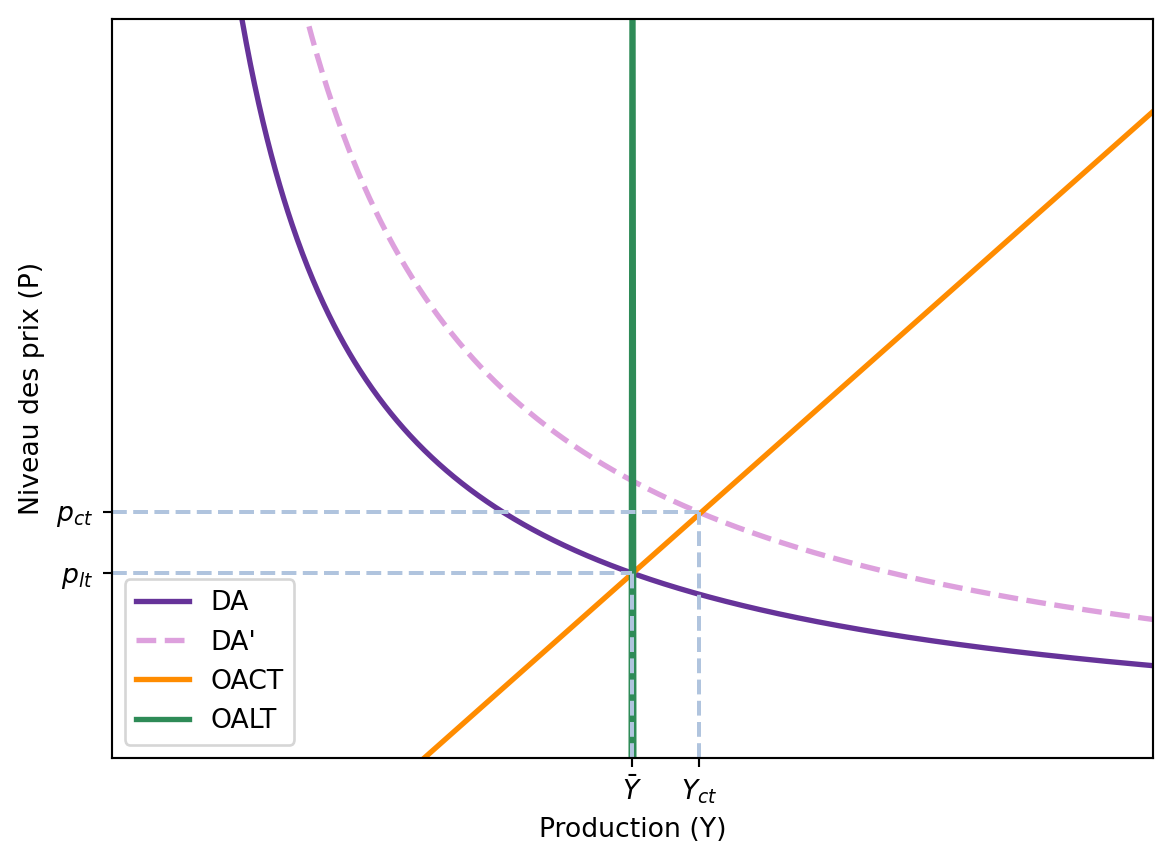 Niveau des prix (P)
p_ct
p_lt
DA
DA'
OACT
OALT
Ȳ
Y_ct
Production (Y)